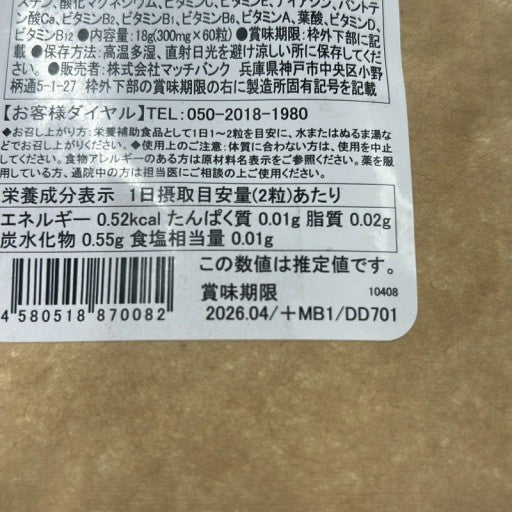 スチン、酸化マグネシウム、ビタミンC、ビタミンE、ナイアシン、パントテン
酸Ca、ビタミンB2、ビタミンB1、ビタミンB6、ビタミンA、葉酸、ビタミンD、
ビタミンB12 ●内容量:18g(300mg×60粒) ●賞味期限:枠外下部に記
載 ●保存方法:高温多湿、直射日光を避け涼しい所に保存してくださ
い。●販売者:株式会社マッチバンク 兵庫県神戸市中央区小野
柄通5-1-27 枠外下部の賞味期限の右に製造所固有記号を記載
【お客様ダイヤル】TEL:050-2018-1980
◆お召し上がり方:栄養補助食品として1日1~2粒を目安に、水またはぬるま湯な
どでお召し上がりください。◆使用上のご注意:体質に合わない方は、使用を中止
してください。食物アレルギーのある方は原材料名表示をご参照ください。薬を服
用している方、通院中の方は担当医にご相談の上ご使用ください。
栄養成分表示 1日摂取目安量(2粒)あたり
エネルギー 0.52kcal たんぱく質 0.01g 脂質 0.02g
炭水化物 0.55g 食塩相当量 0.01g
この数値は推定値です。
賞味期限 10408
4 580518 870082 2026.04/+MB1/DD701